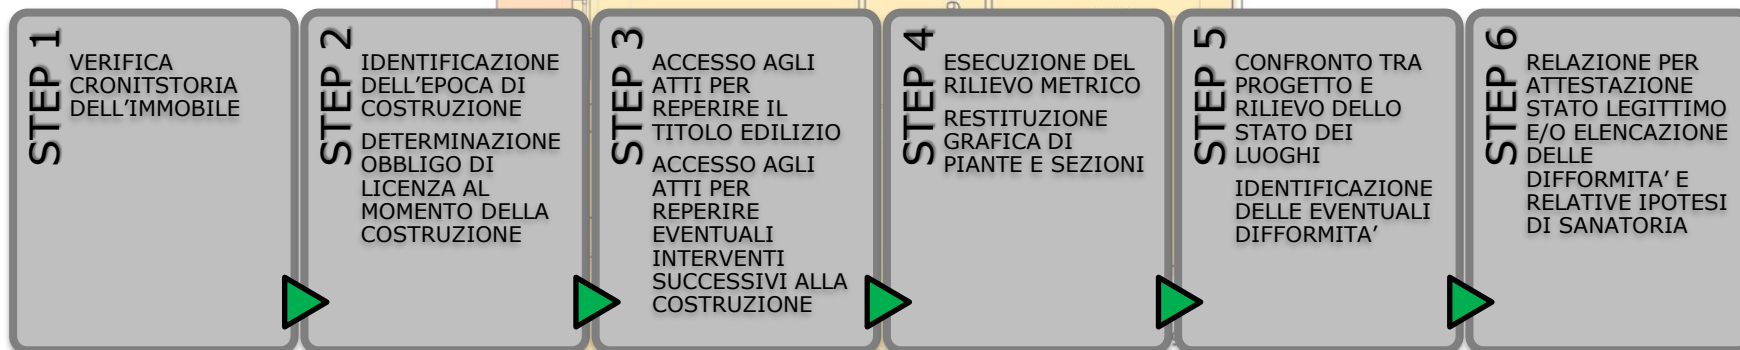 STEP 1
VERIFICA
CRONITSTORIA
DELL’IMMOBILE
STEP 2
IDENTIFICAZIONE
DELL’EPOCA DI
COSTRUZIONE
DETERMINAZIONE
OBBLIGO DI
LICENZA AL
MOMENTO DELLA
COSTRUZIONE
STEP 3
ACCESSO AGLI
ATTI PER
REPERIRE IL
TITOLO EDILIZIO
ACCESSO AGLI
ATTI PER
REPERIRE
EVENTUALI
INTERVENTI
SUCCESSIVI ALLA
COSTRUZIONE
STEP 4
ESECUZIONE DEL
RILIEVO METRICO
RESTITUZIONE
GRAFICA DI
PIANTE E SEZIONI
STEP 5
CONFRONTO TRA
PROGETTO E
RILIEVO DELLO
STATO DEI
LUOGHI
IDENTIFICAZIONE
DELLE EVENTUALI
DIFFORMITA’
STEP 6
RELAZIONE PER
ATTESTAZIONE
STATO LEGITTIMO
E/O ELENCAZIONE
DELLE
DIFFORMITA’ E
RELATIVE IPOTESI
DI SANATORIA